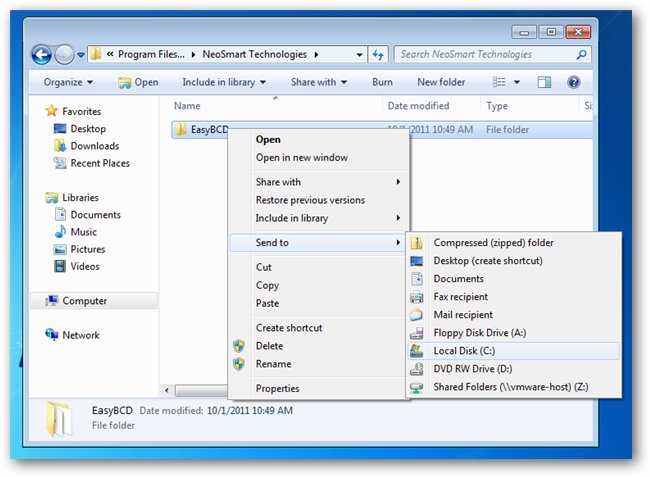 « Program Files... ▸ NeoSmart Technologies ▸
Search NeoSmart Technologies
Organize Open Include in library Share with Burn New folder
Name Date modified Type
Favorites
Desktop
Downloads
Recent Places
Libraries
Documents
Music
Pictures
Videos
Computer
Network
EasyBCD 10/1/2011 10:49 AM File folder
Open
Open in new window
Share with
Restore previous versions
Include in library
Send to
Cut
Copy
Paste
Create shortcut
Delete
Rename
Properties
Compressed (zipped) folder
Desktop (create shortcut)
Documents
Fax recipient
Mail recipient
Floppy Disk Drive (A:)
Local Disk (C:)
DVD RW Drive (D:)
Shared Folders (\\vmware-host) (Z:)
EasyBCD Date modified: 10/1/2011 10:49 AM
File folder